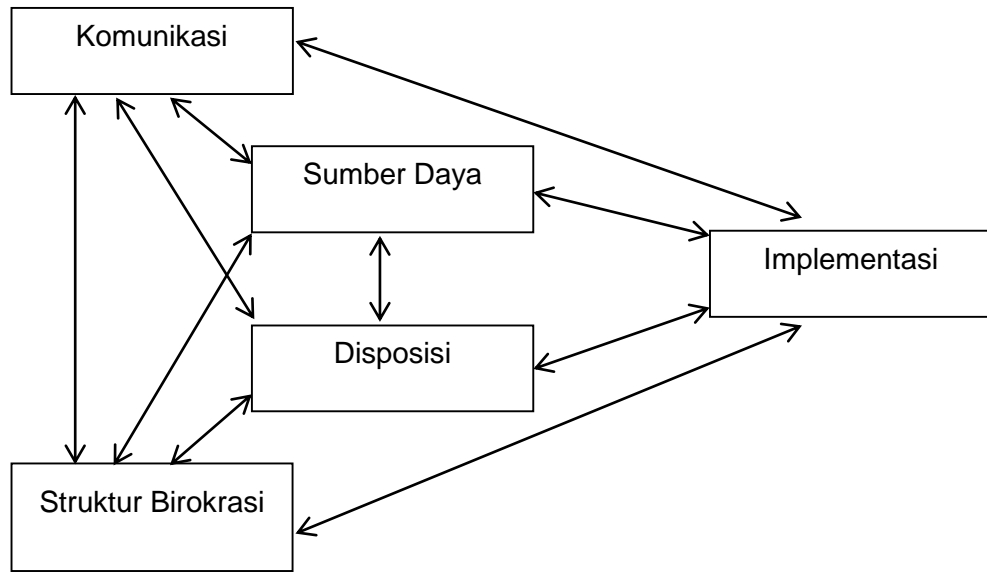 Komunikasi
Sumber Daya
Implementasi
Disposisi
Struktur Birokrasi